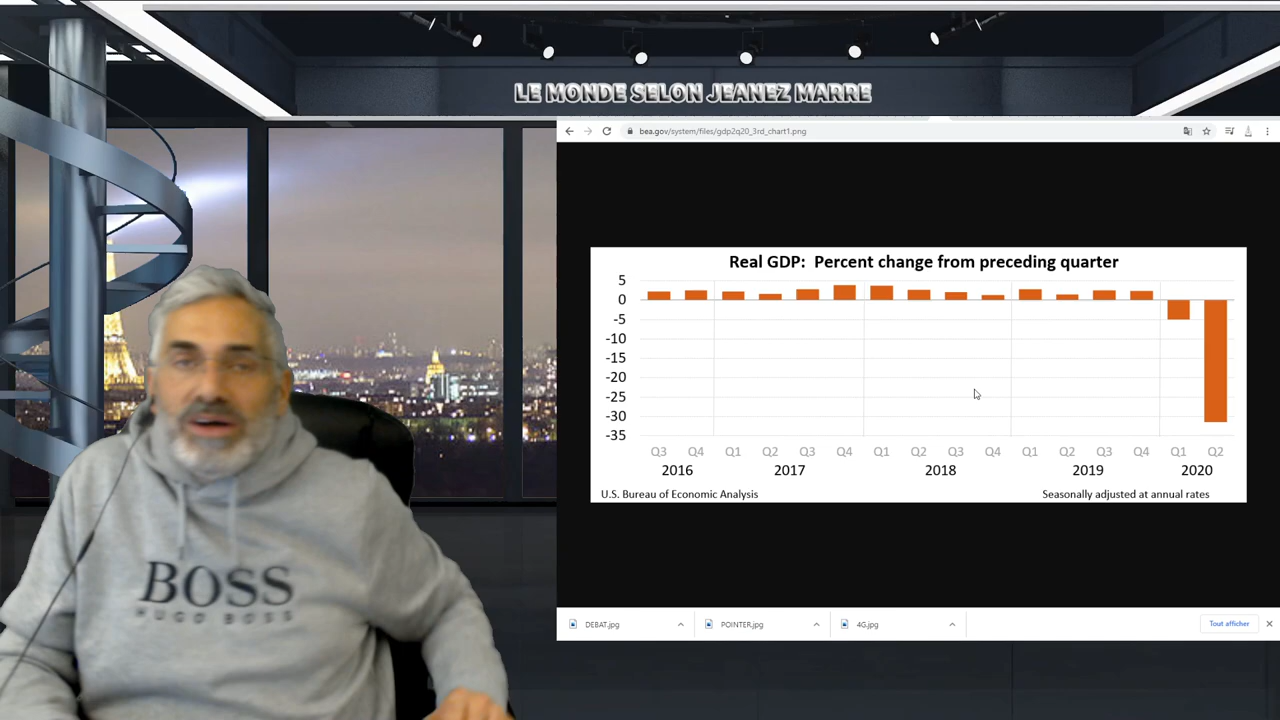 LE MONDE SELON JEANEZ MARRE
bea.gov/system/files/gdp2q20_3rd_chart1.png
Real GDP:  Percent change from preceding quarter
5
0
-5
-10
-15
-20
-25
-30
-35
Q3 Q4 Q1 Q2 Q3 Q4 Q1 Q2 Q3 Q4 Q1 Q2 Q3 Q4 Q1 Q2
2016 2017 2018 2019 2020
U.S. Bureau of Economic Analysis
Seasonally adjusted at annual rates
BOSS
HUGO BOSS
DEBAT.jpg
POINTER.jpg
4G.jpg
Tout afficher